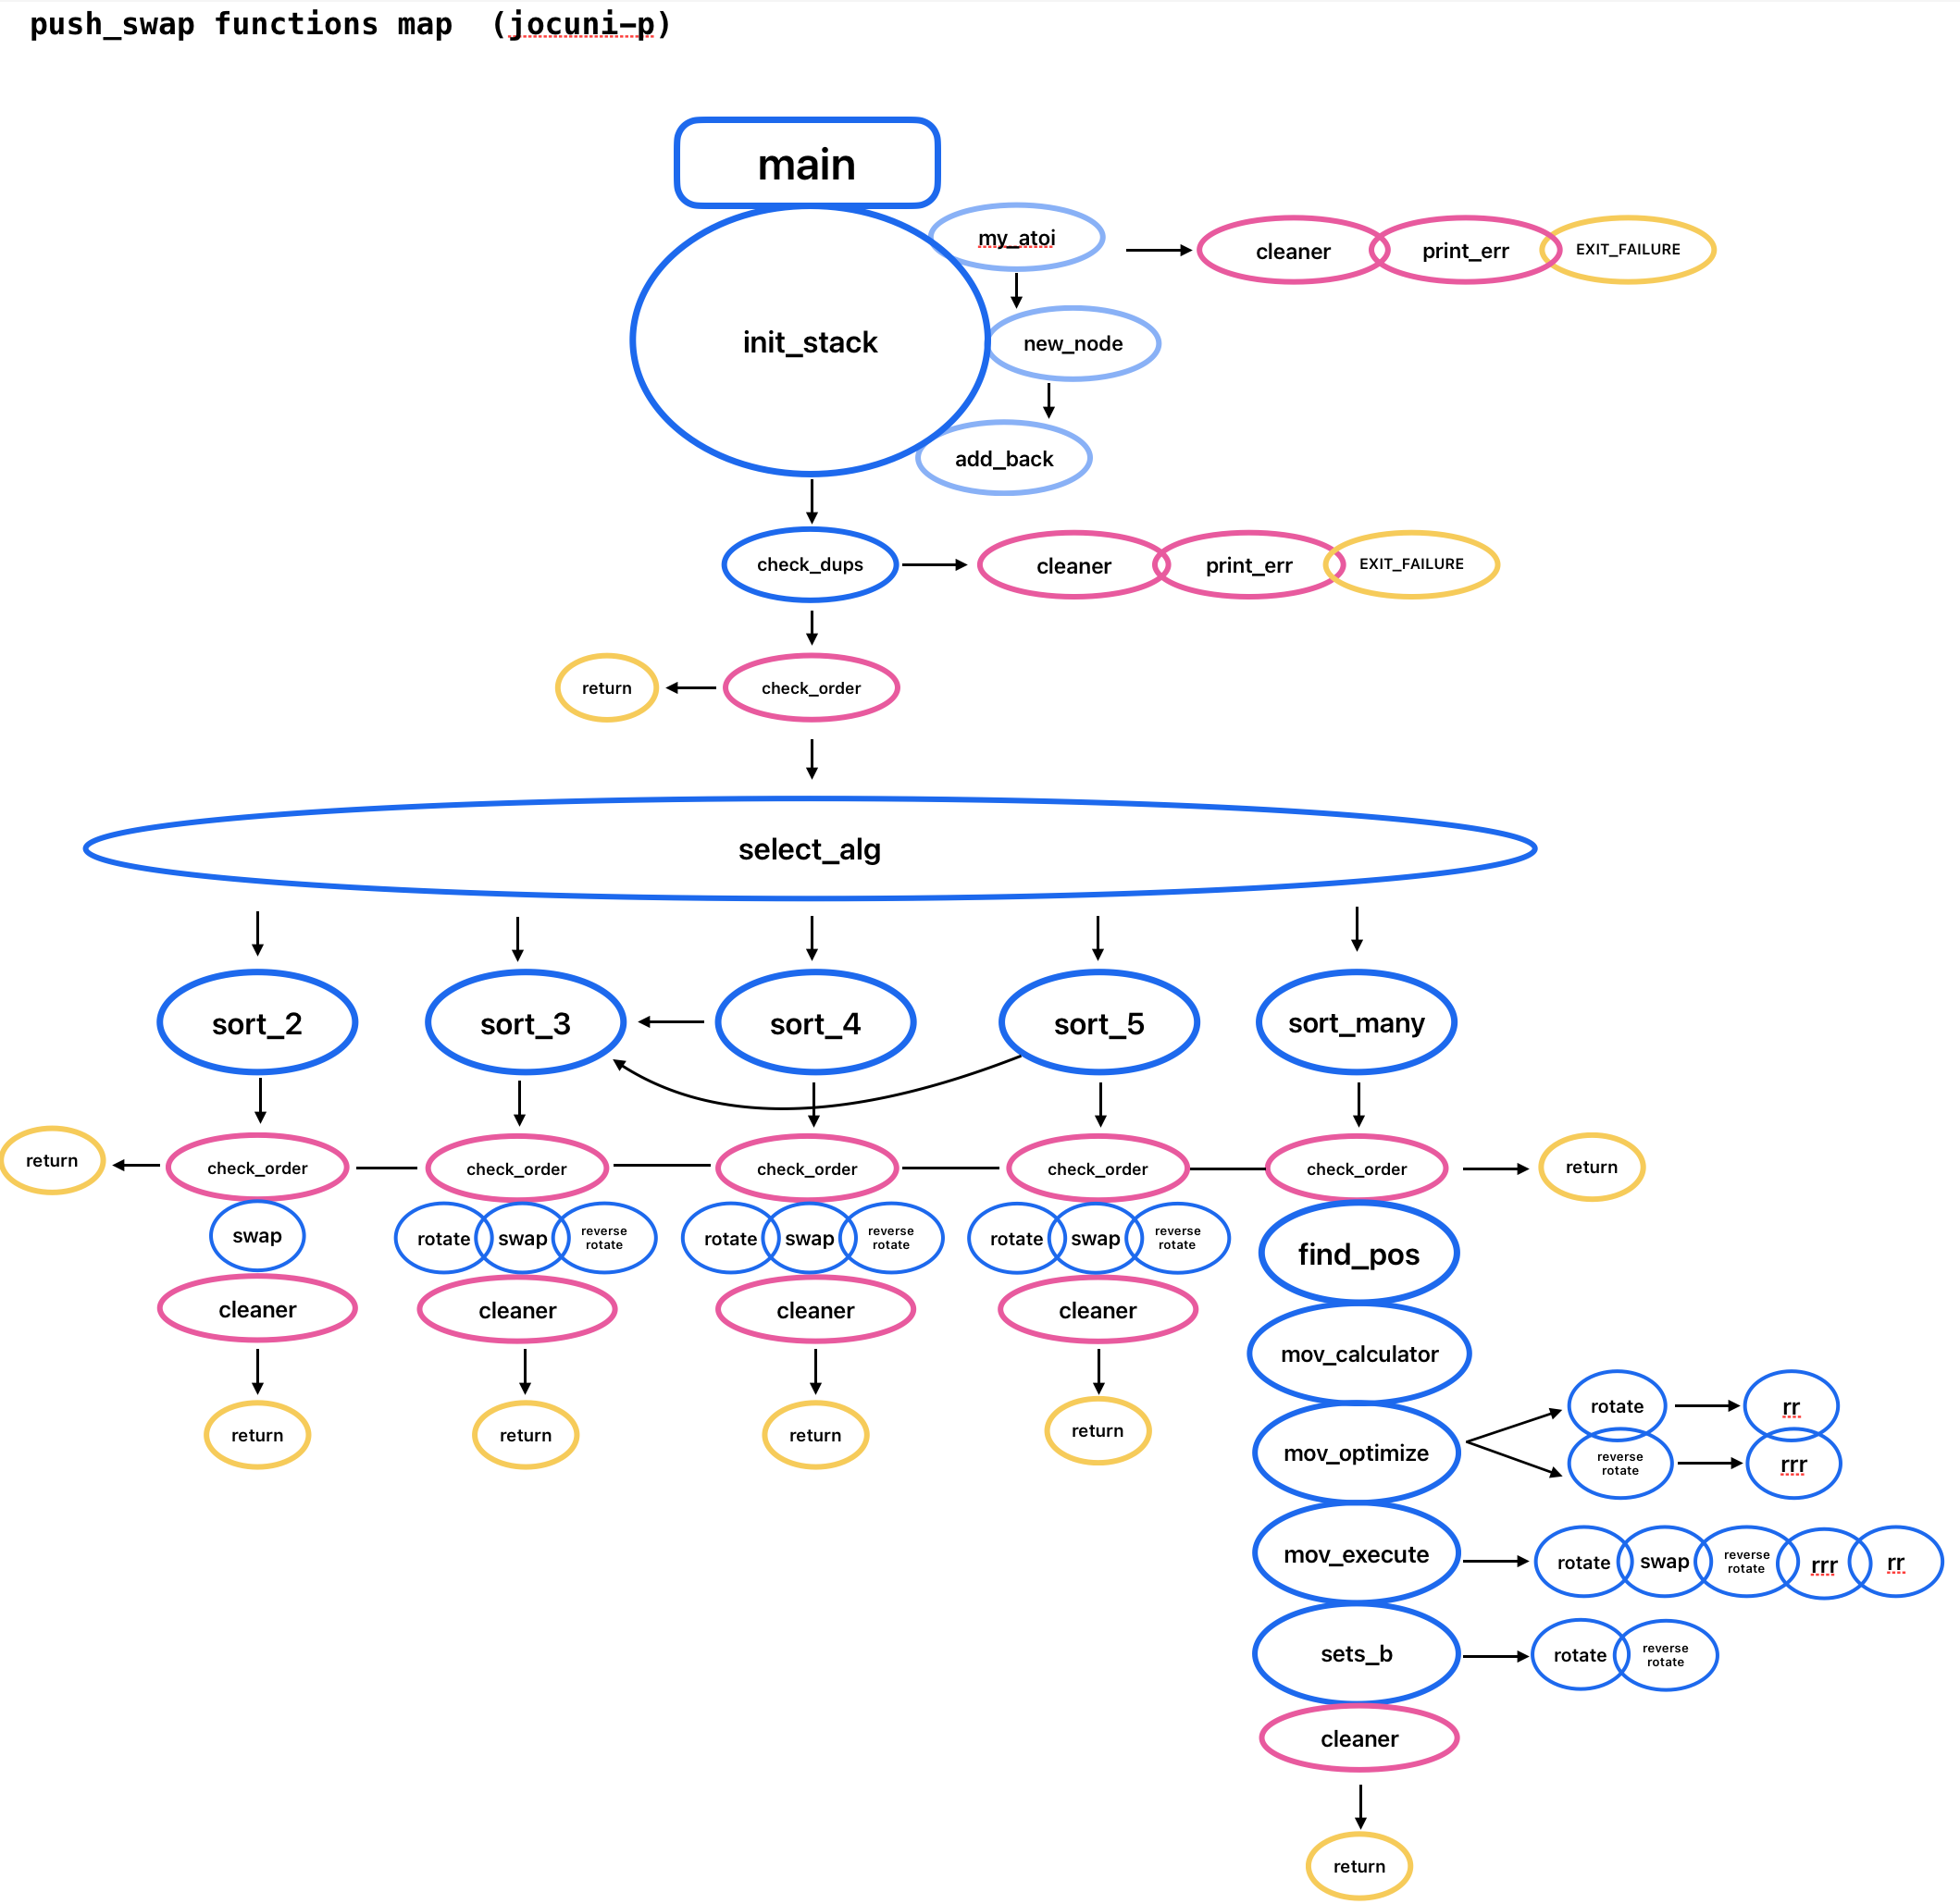 push_swap functions map  (jocuni-p)
main
my_atoi
cleaner
print_err
EXIT_FAILURE
init_stack
new_node
add_back
check_dups
cleaner
print_err
EXIT_FAILURE
return
check_order
select_alg
sort_2
sort_3
sort_4
sort_5
sort_many
return
check_order
check_order
check_order
check_order
check_order
return
swap
rotate
swap
reverse
rotate
rotate
swap
reverse
rotate
rotate
swap
reverse
rotate
find_pos
cleaner
cleaner
cleaner
cleaner
mov_calculator
return
return
return
return
mov_optimize
rotate
rr
reverse
rotate
rrr
mov_execute
rotate
swap
reverse
rotate
rrr
rr
sets_b
rotate
reverse
rotate
cleaner
return